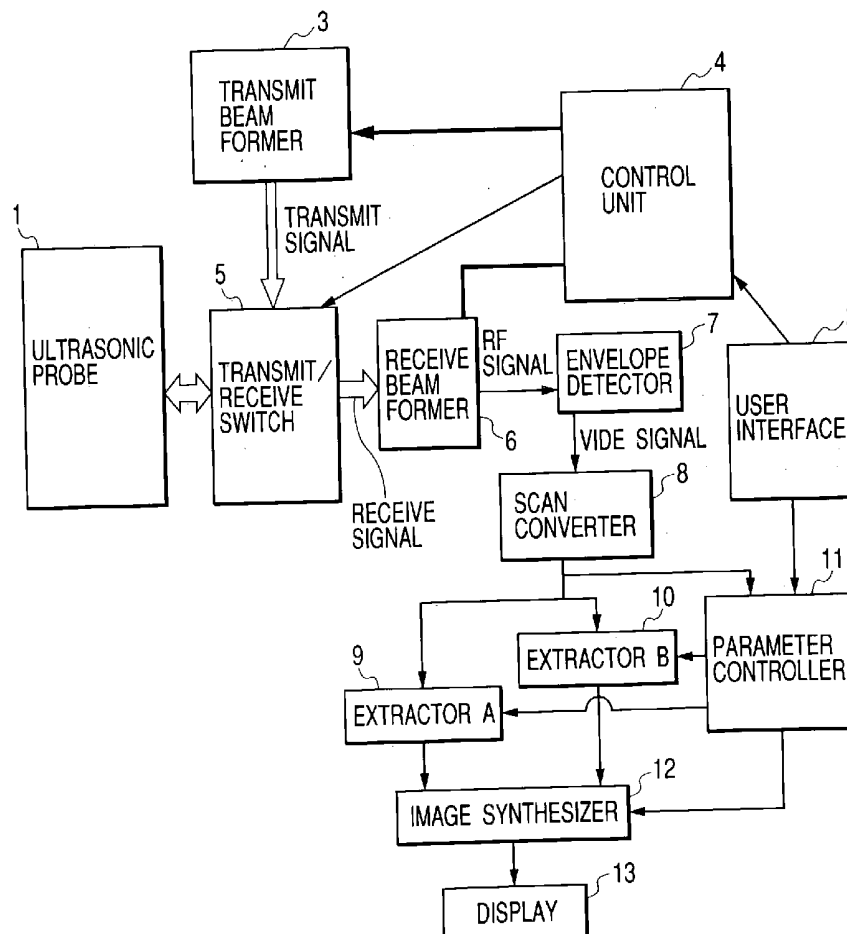 3
TRANSMIT
BEAM
FORMER
4
CONTROL
UNIT
TRANSMIT
SIGNAL
1
ULTRASONIC
PROBE
5
TRANSMIT/
RECEIVE
SWITCH
RECEIVE
BEAM
FORMER
6
RF
SIGNAL
7
ENVELOPE
DETECTOR
USER
INTERFACE
VIDE SIGNAL
RECEIVE
SIGNAL
8
SCAN
CONVERTER
11
PARAMETER
CONTROLLER
10
EXTRACTOR B
9
EXTRACTOR A
12
IMAGE SYNTHESIZER
13
DISPLAY